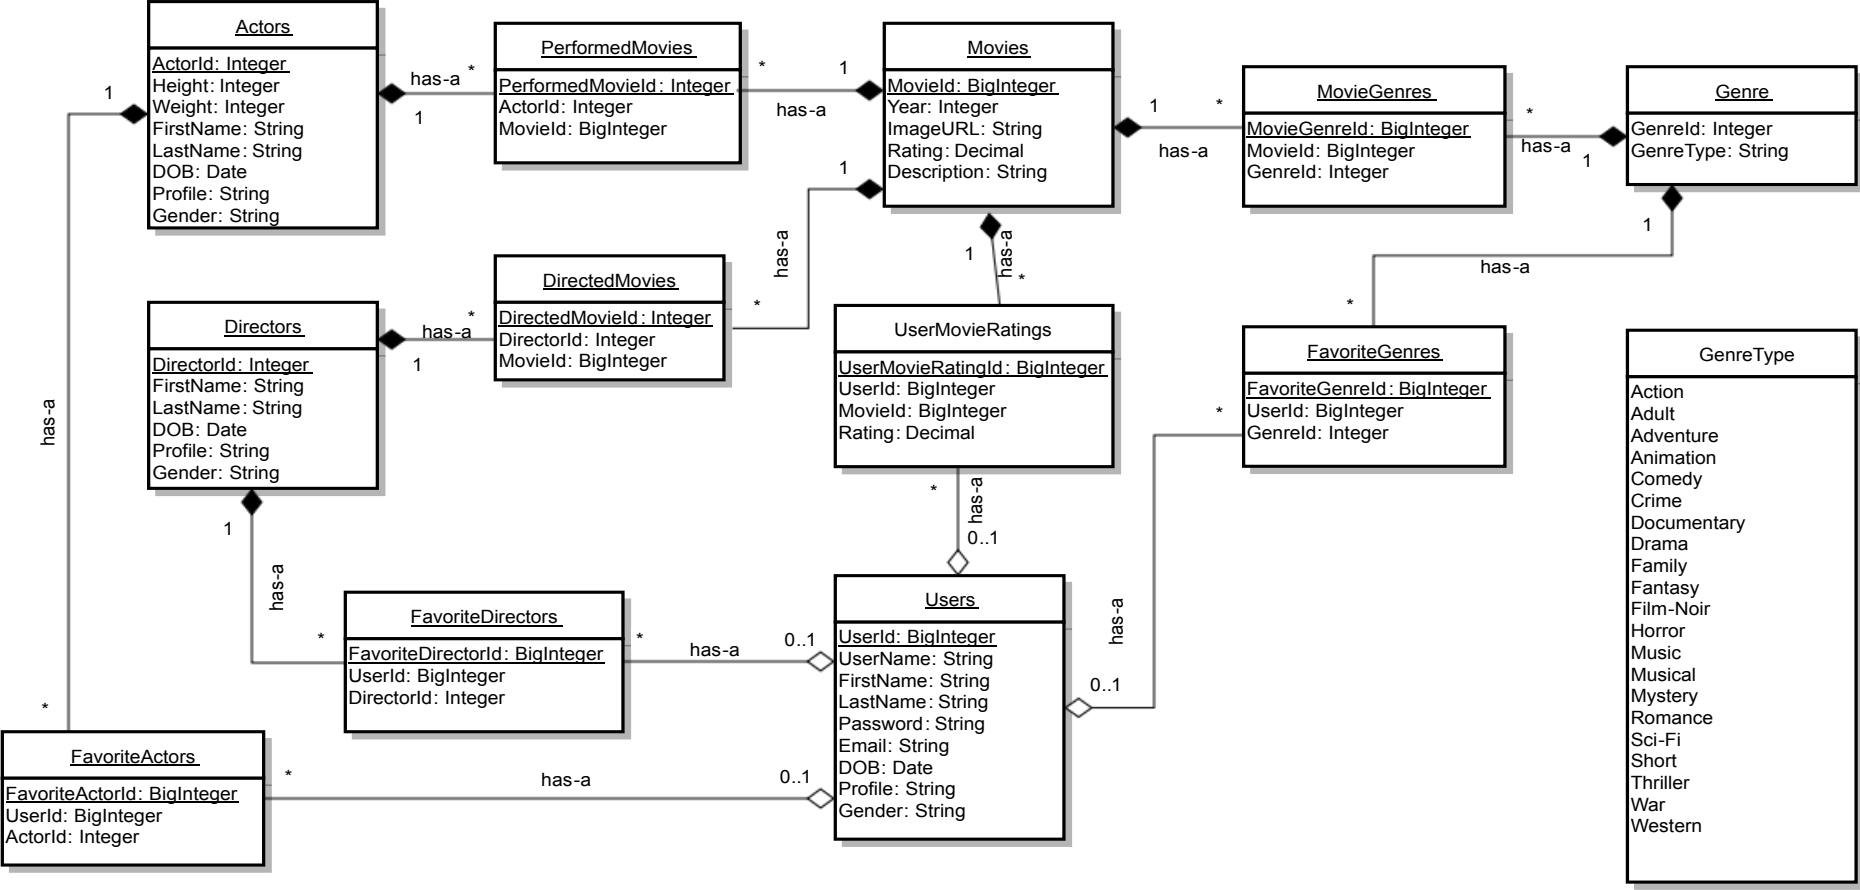 Actors
ActorId: Integer
Height: Integer
Weight: Integer
FirstName: String
LastName: String
DOB: Date
Profile: String
Gender: String
1
has-a
*
1
has-a
*
PerformedMovies
PerformedMovieId: Integer
ActorId: Integer
MovieId: BigInteger
*
1
has-a
Movies
MovieId: BigInteger
Year: Integer
ImageURL: String
Rating: Decimal
Description: String
1
*
has-a
MovieGenres
MovieGenreId: BigInteger
MovieId: BigInteger
GenreId: Integer
*
has-a
1
Genre
GenreId: Integer
GenreType: String
1
has-a
*
1
has-a
*
1
has-a
*
DirectedMovies
DirectedMovieId: Integer
DirectorId: Integer
MovieId: BigInteger
Directors
DirectorId: Integer
FirstName: String
LastName: String
DOB: Date
Profile: String
Gender: String
*
has-a
1
UserMovieRatings
UserMovieRatingId: BigInteger
UserId: BigInteger
MovieId: BigInteger
Rating: Decimal
FavoriteGenres
FavoriteGenreId: BigInteger
UserId: BigInteger
GenreId: Integer
*
has-a
0..1
GenreType
Action
Adult
Adventure
Animation
Comedy
Crime
Documentary
Drama
Family
Fantasy
Film-Noir
Horror
Music
Musical
Mystery
Romance
Sci-Fi
Short
Thriller
War
Western
*
has-a
0..1
1
has-a
*
FavoriteDirectors
FavoriteDirectorId: BigInteger
UserId: BigInteger
DirectorId: Integer
*
has-a
0..1
Users
UserId: BigInteger
UserName: String
FirstName: String
LastName: String
Password: String
Email: String
DOB: Date
Profile: String
Gender: String
FavoriteActors
FavoriteActorId: BigInteger
UserId: BigInteger
ActorId: Integer
*
has-a
0..1